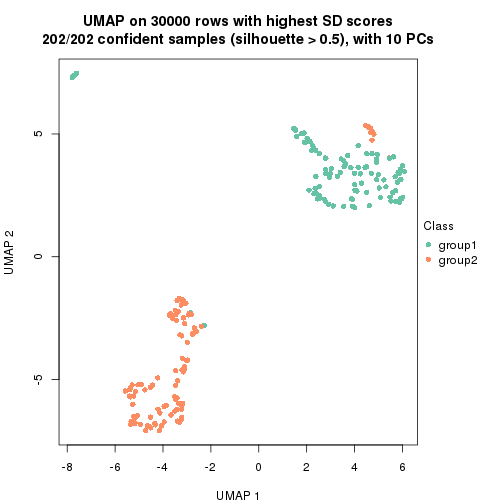 UMAP on 30000 rows with highest SD scores
202/202 confident samples (silhouette > 0.5), with 10 PCs
UMAP 2
5
0
-5
-8
-6
-4
-2
0
2
4
6
UMAP 1
Class
group1
group2